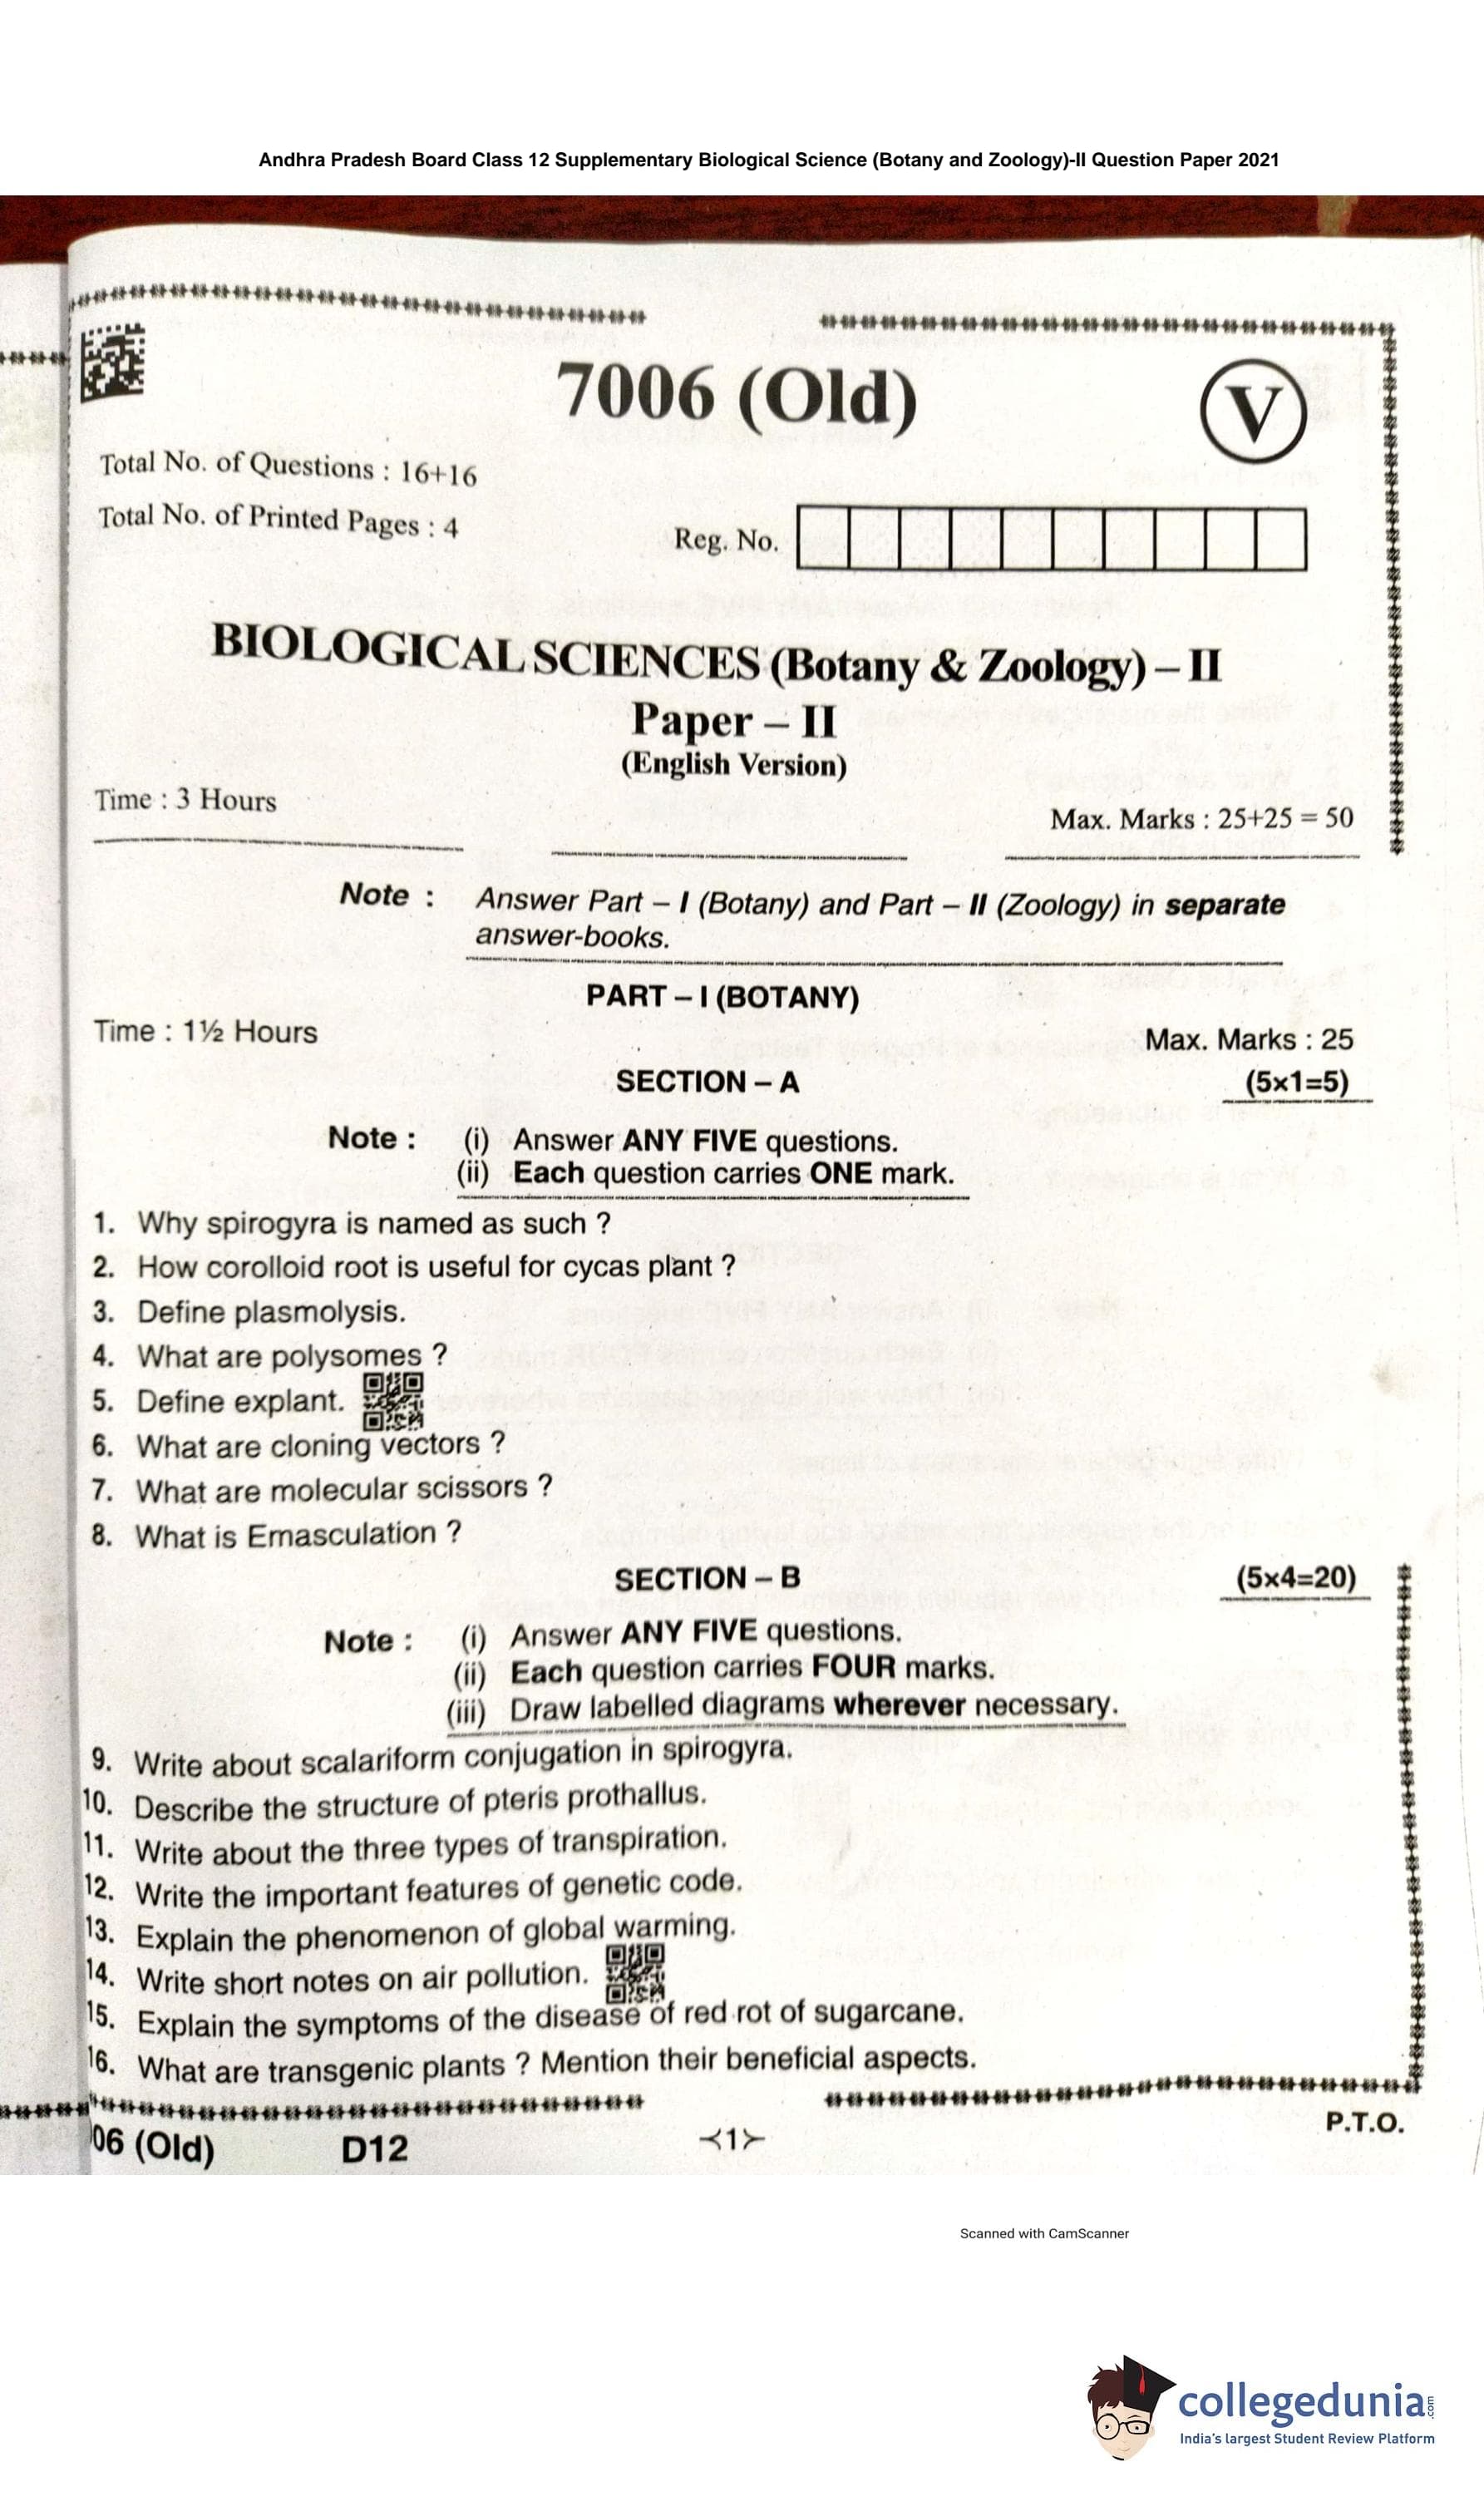 Andhra Pradesh Board Class 12 Supplementary Biological Science (Botany and Zoology)-II Question Paper 2021
7006 (Old)
V
Total No. of Questions : 16+16
Total No. of Printed Pages : 4
Reg. No.
BIOLOGICAL SCIENCES (Botany & Zoology) – II
Paper – II
(English Version)
Time : 3 Hours
Max. Marks : 25+25 = 50
Note : Answer Part – I (Botany) and Part – II (Zoology) in separate
answer-books.
PART – I (BOTANY)
Time : 1½ Hours
Max. Marks : 25
SECTION – A
(5×1=5)
Note : (i) Answer ANY FIVE questions.
(ii) Each question carries ONE mark.
1. Why spirogyra is named as such ?
2. How corolloid root is useful for cycas plant ?
3. Define plasmolysis.
4. What are polysomes ?
5. Define explant.
6. What are cloning vectors ?
7. What are molecular scissors ?
8. What is Emasculation ?
SECTION – B
(5×4=20)
Note : (i) Answer ANY FIVE questions.
(ii) Each question carries FOUR marks.
(iii) Draw labelled diagrams wherever necessary.
9. Write about scalariform conjugation in spirogyra.
10. Describe the structure of pteris prothallus.
11. Write about the three types of transpiration.
12. Write the important features of genetic code.
13. Explain the phenomenon of global warming.
14. Write short notes on air pollution.
15. Explain the symptoms of the disease of red rot of sugarcane.
16. What are transgenic plants ? Mention their beneficial aspects.
06 (Old) D12 <1> P.T.O.
Scanned with CamScanner
collegedunia.com
India's largest Student Review Platform